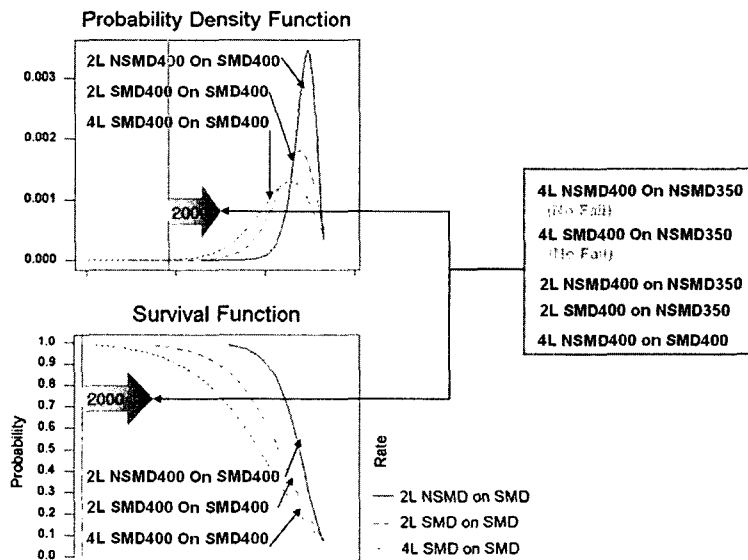 Probability Density Function
0.003
0.002
0.001
0.000
2L NSMD400 On SMD400
2L SMD400 On SMD400
4L SMD400 On SMD400
2000
4L NSMD400 On NSMD350
(No Fail)
4L SMD400 On NSMD350
(No Fail)
2L NSMD400 on NSMD350
2L SMD400 on NSMD350
4L NSMD400 on SMD400
Survival Function
1.0
0.9
0.8
0.7
0.6
0.5
0.4
0.3
0.2
0.1
0.0
Probability
2000
2L NSMD400 On SMD400
2L SMD400 On SMD400
4L SMD400 On SMD400
Rate
2L NSMD on SMD
2L SMD on SMD
4L SMD on SMD